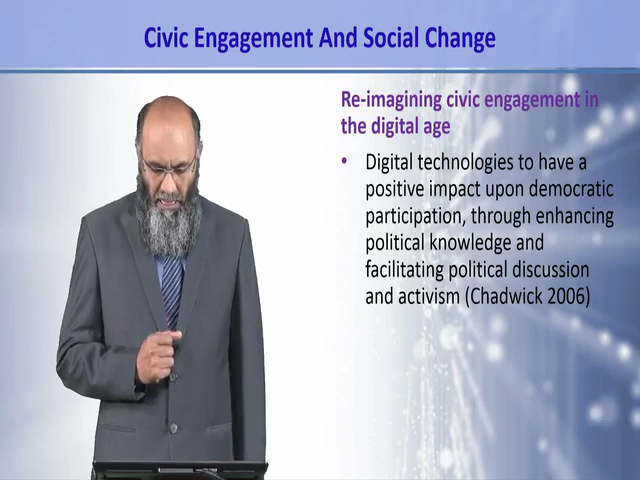 Civic Engagement And Social Change
Re-imagining civic engagement in
the digital age
• Digital technologies to have a
positive impact upon democratic
participation, through enhancing
political knowledge and
facilitating political discussion
and activism (Chadwick 2006)